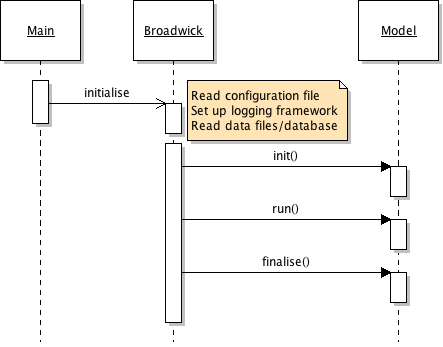 Main
Broadwick
Model
initialise
Read configuration file
Set up logging framework
Read data files/database
init()
run()
finalise()